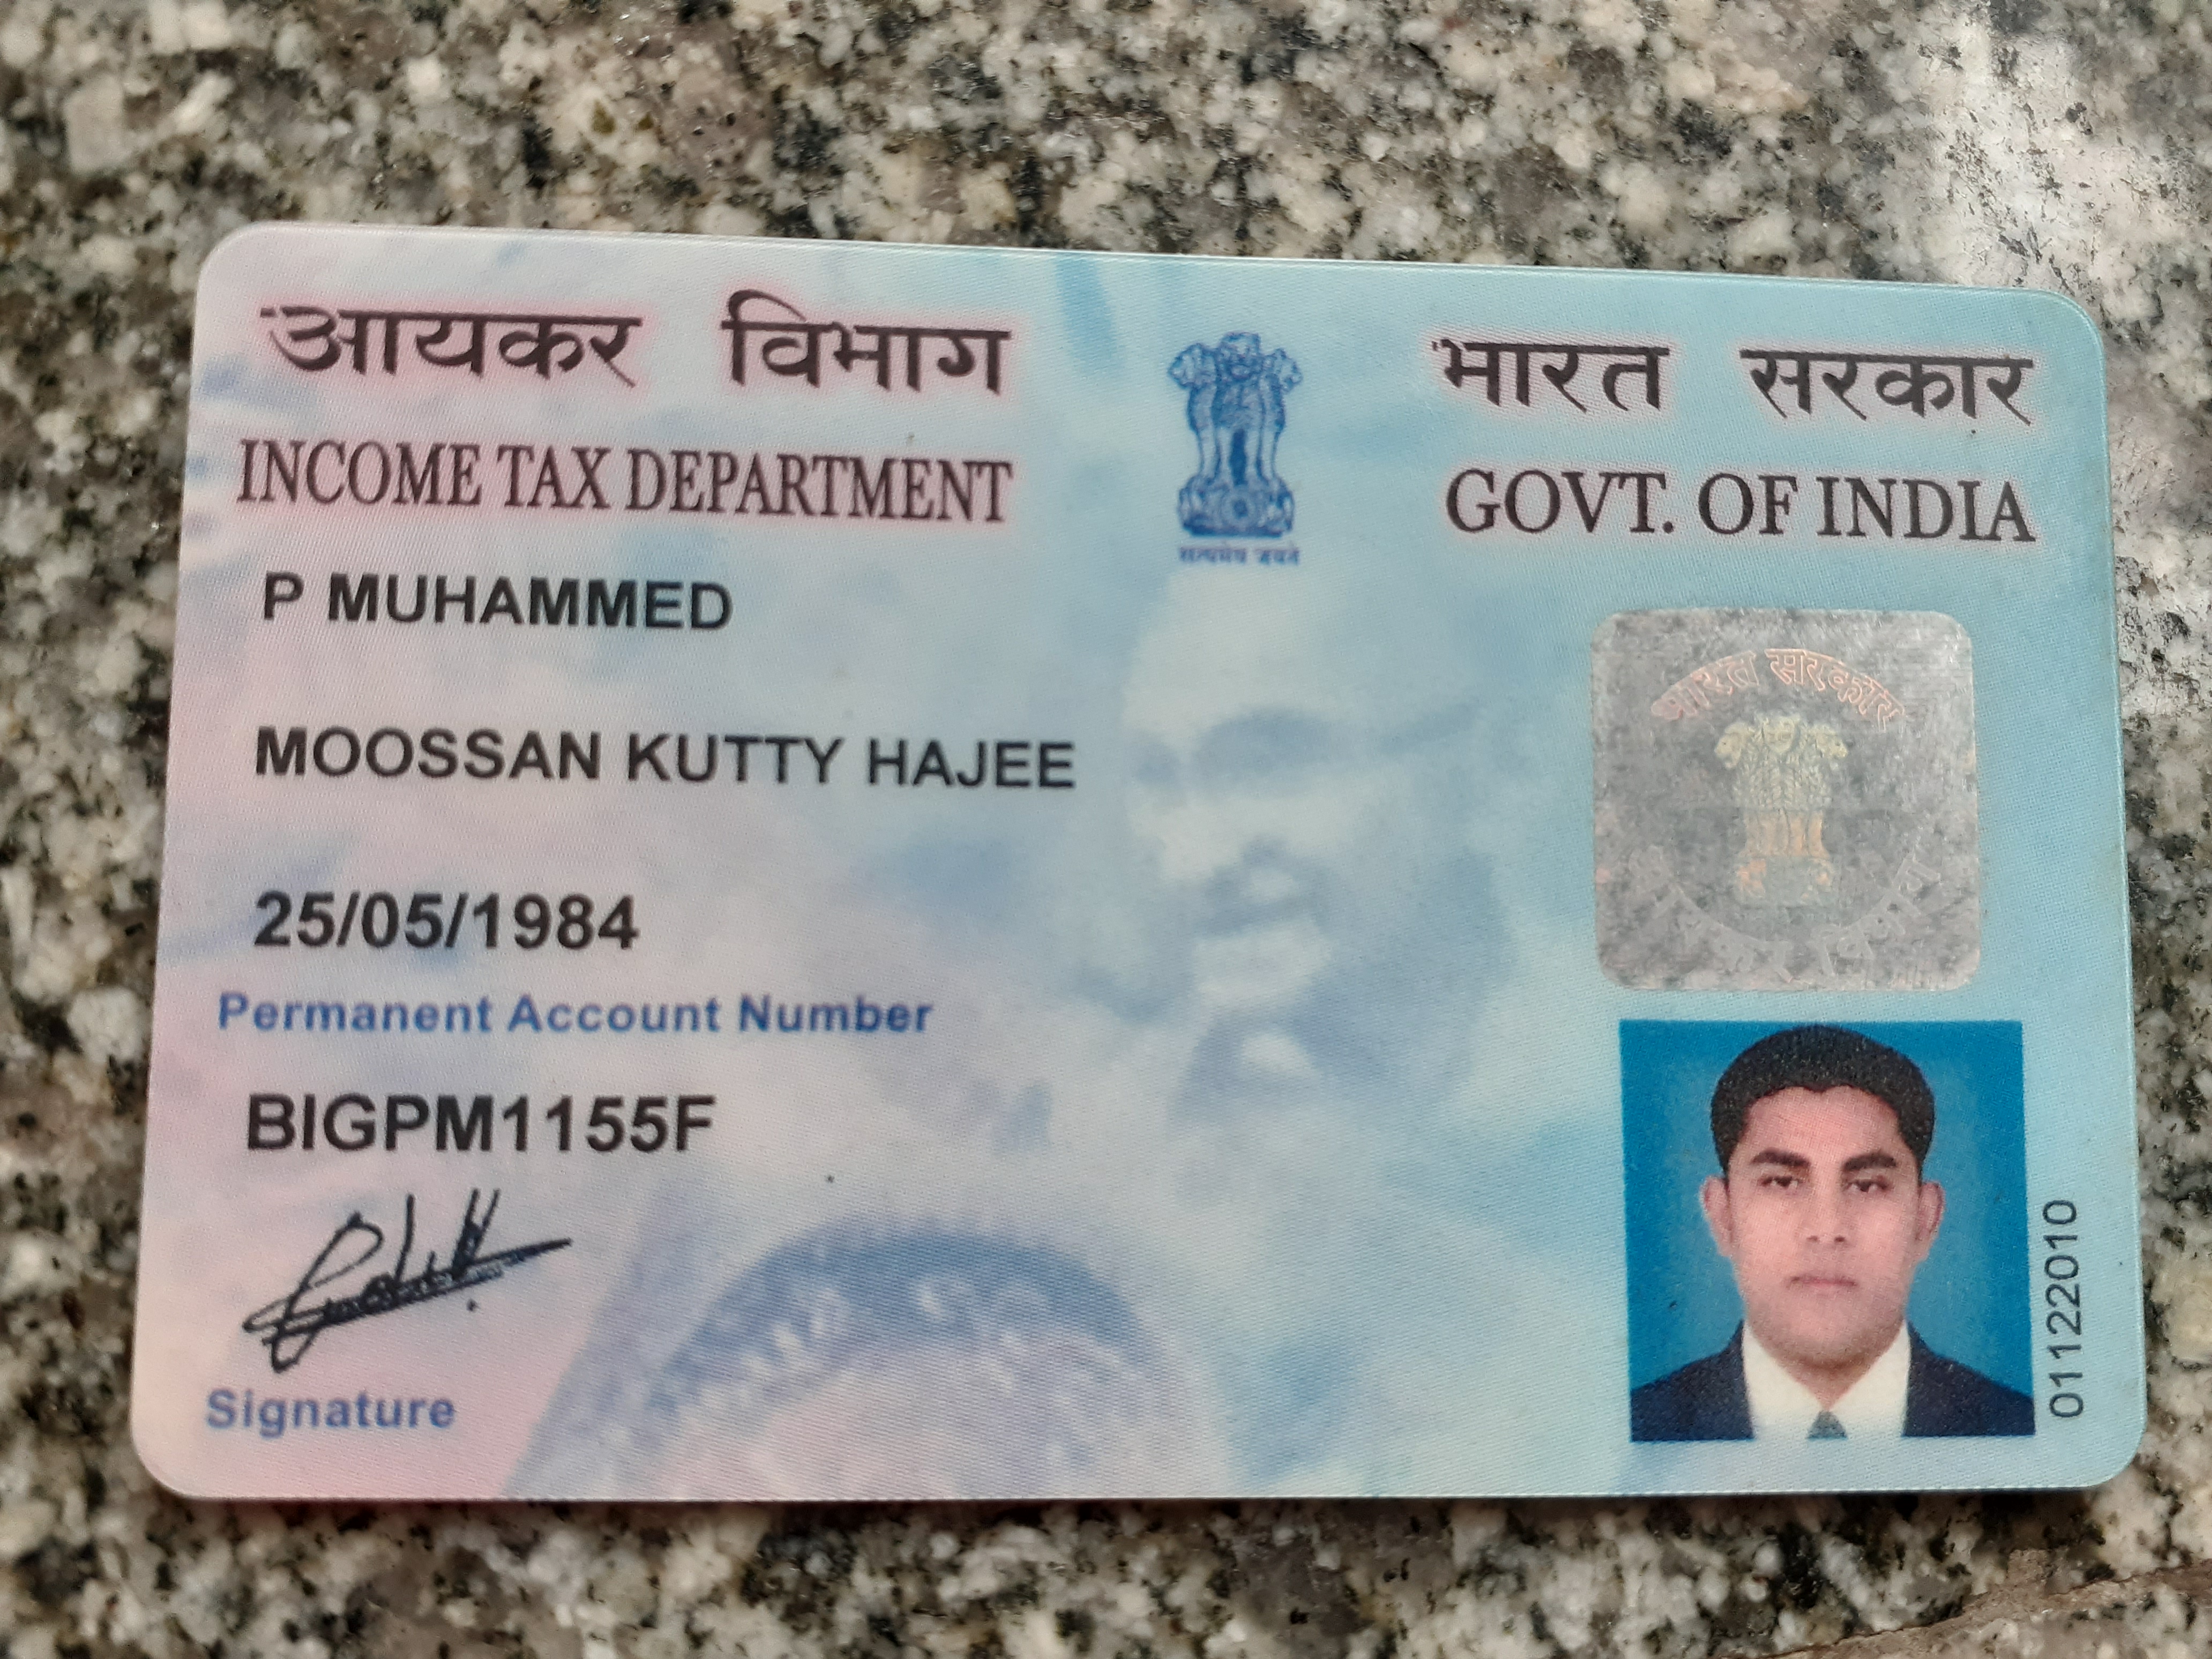 आयकर विभाग
भारत सरकार
INCOME TAX DEPARTMENT
GOVT. OF INDIA
सत्यमेव जयते
P MUHAMMED
MOOSSAN KUTTY HAJEE
25/05/1984
Permanent Account Number
BIGPM1155F
Signature
भारत सरकार
01122010